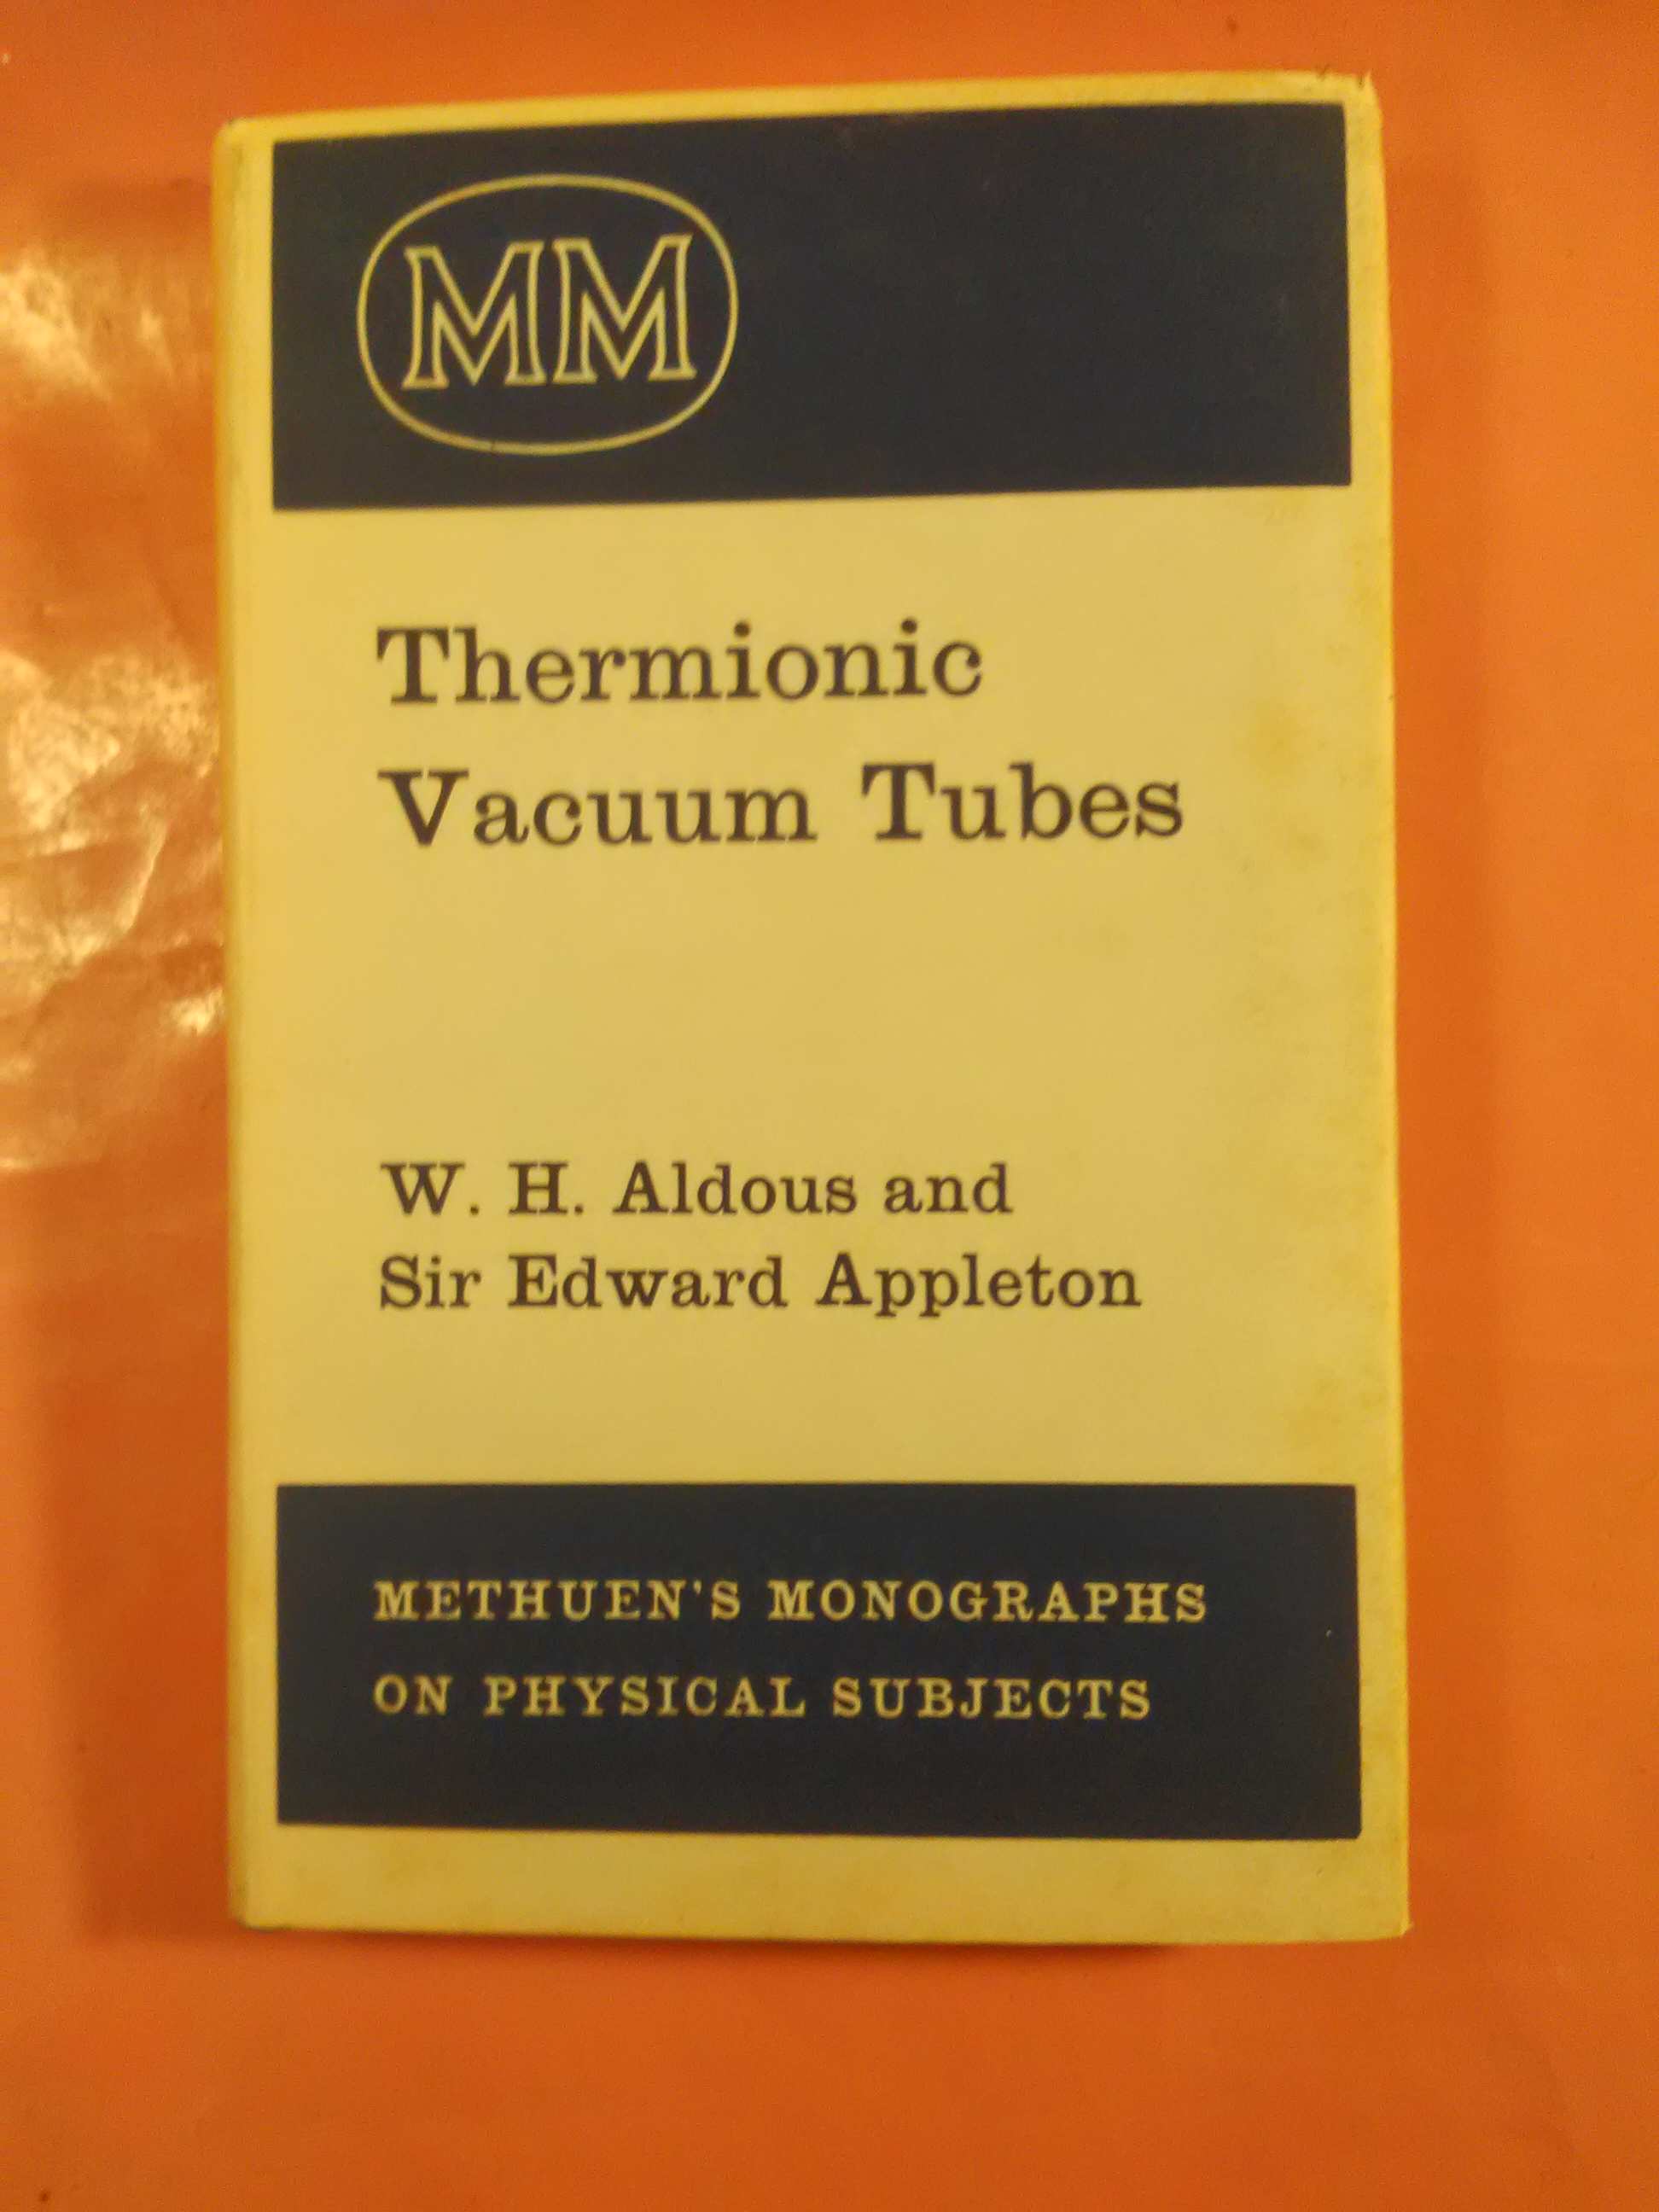 MM
Thermionic
Vacuum Tubes
W. H. Aldous and
Sir Edward Appleton
METHUEN'S MONOGRAPHS
ON PHYSICAL SUBJECTS